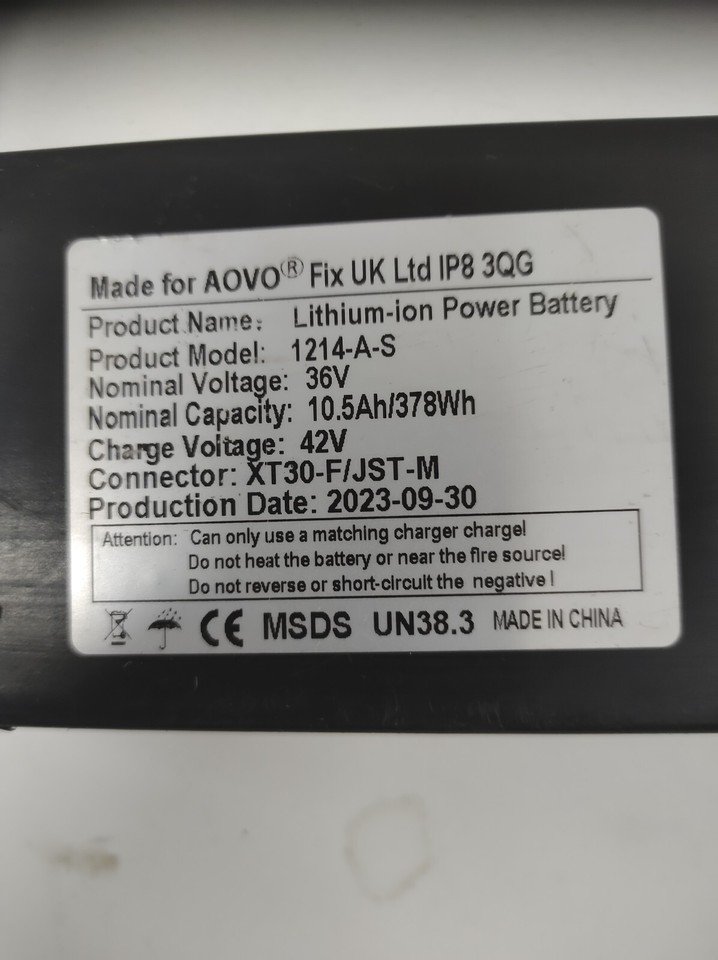 Made for AOVO® Fix UK Ltd IP8 3QG
Product Name: Lithium-ion Power Battery
Product Model: 1214-A-S
Nominal Voltage: 36V
Nominal Capacity: 10.5Ah/378Wh
Charge Voltage: 42V
Connector: XT30-F/JST-M
Production Date: 2023-09-30
Attention: Can only use a matching charger charge!
Do not heat the battery or near the fire source!
Do not reverse or short-circuit the negative!
CE MSDS UN38.3 MADE IN CHINA